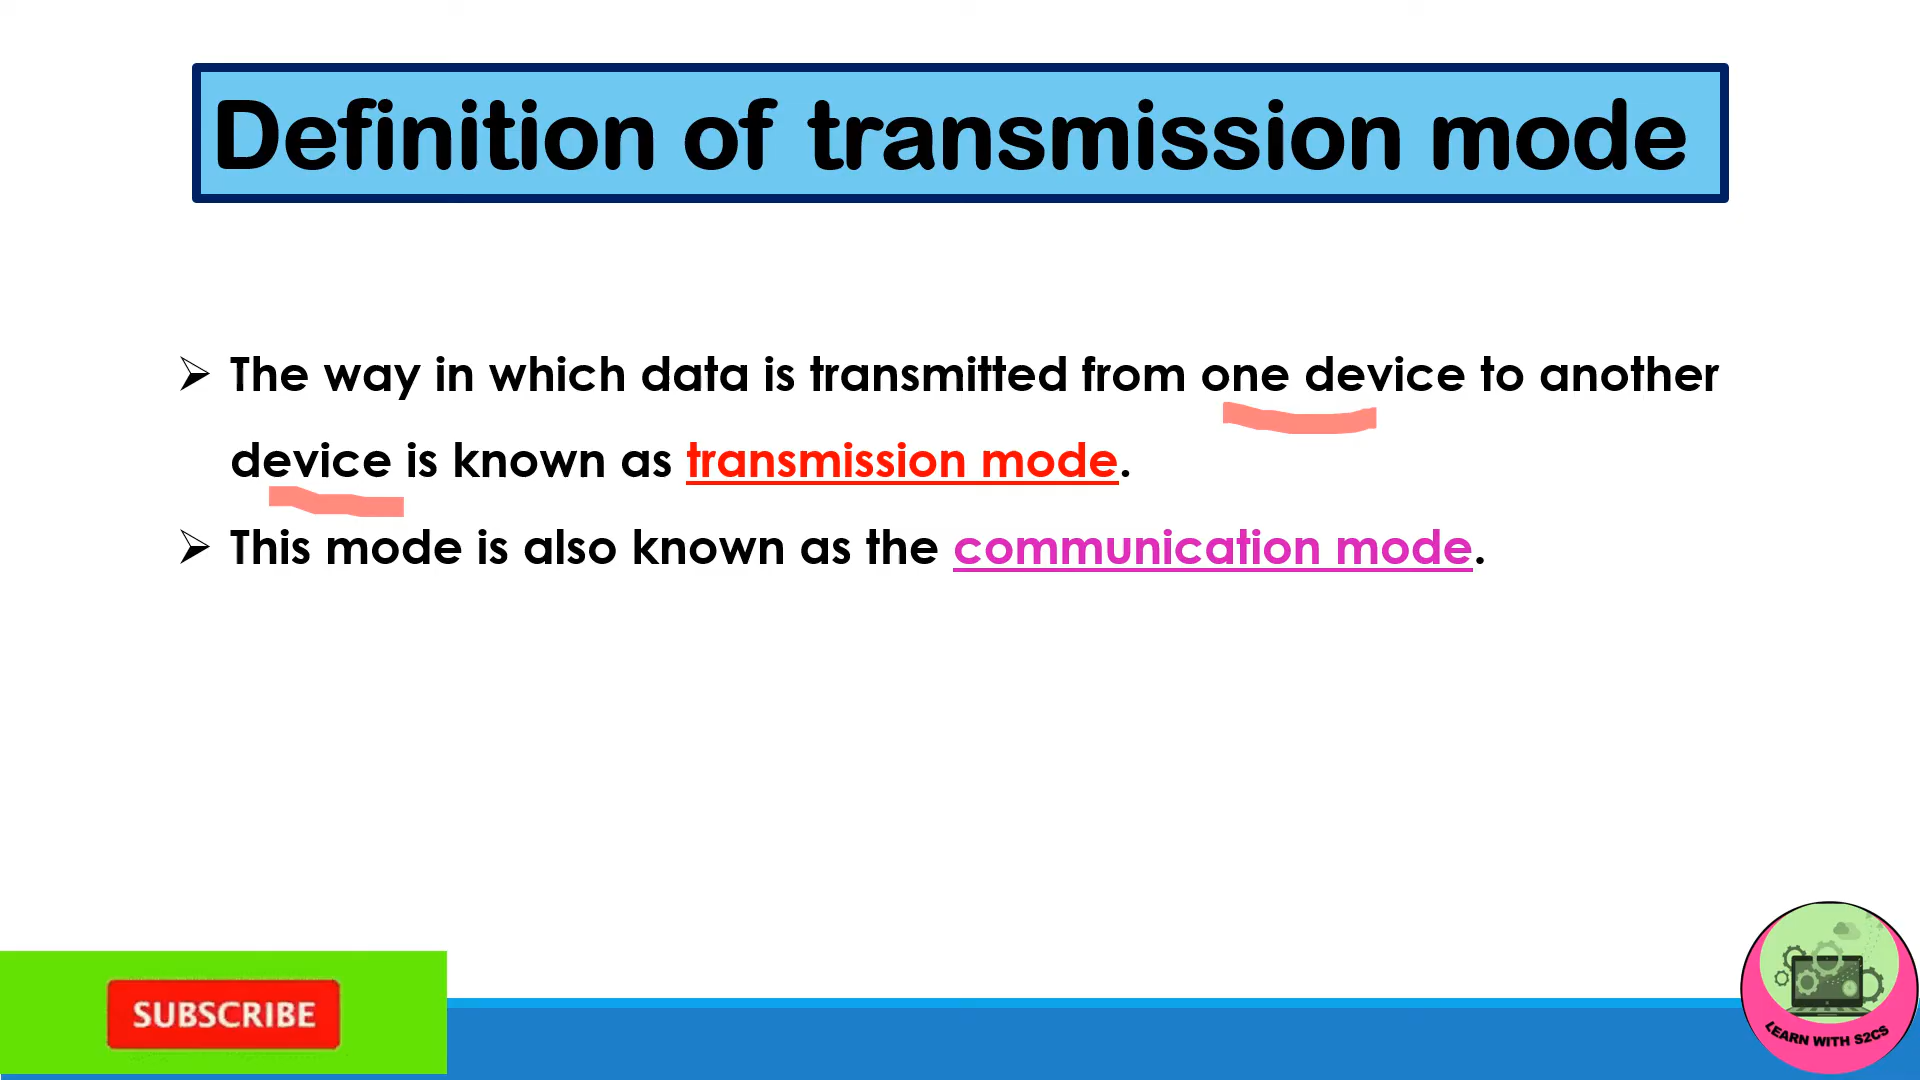 Definition of transmission mode
➢ The way in which data is transmitted from one device to another
device is known as transmission mode.
➢ This mode is also known as the communication mode.
SUBSCRIBE
LEARN WITH S2CS